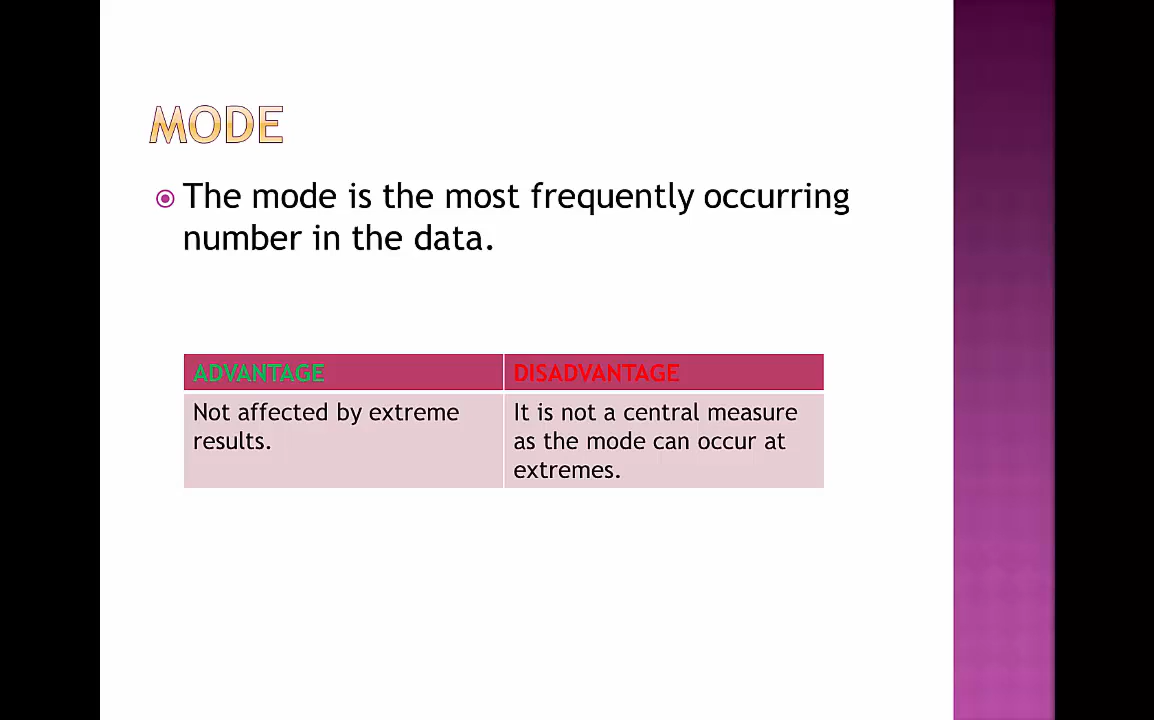 MODE
The mode is the most frequently occurring
number in the data.
ADVANTAGE
DISADVANTAGE
Not affected by extreme
results.
It is not a central measure
as the mode can occur at
extremes.